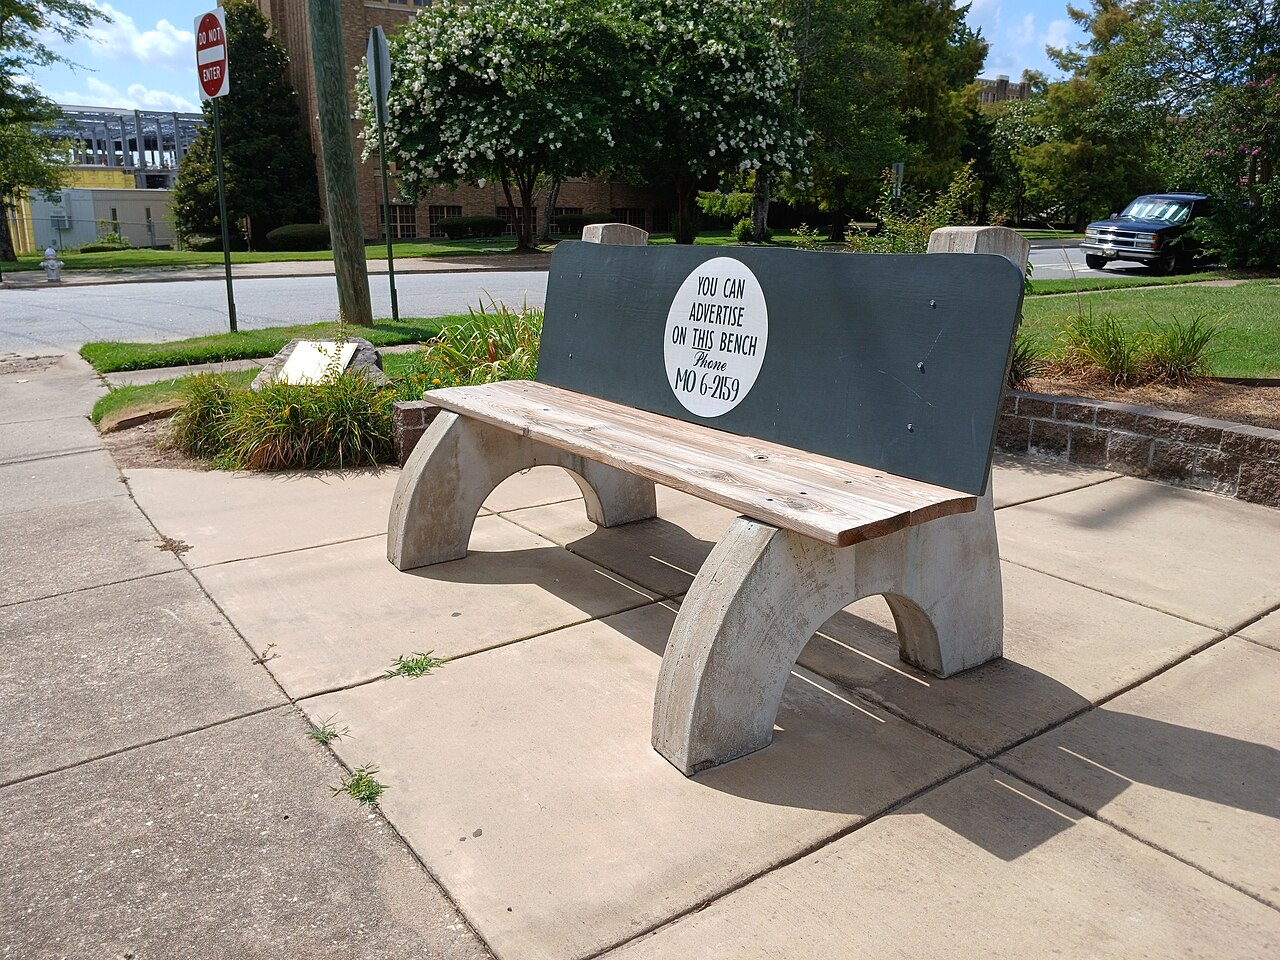 DO NOT
ENTER
YOU CAN
ADVERTISE
ON THIS BENCH
Phone
MO 6-2159